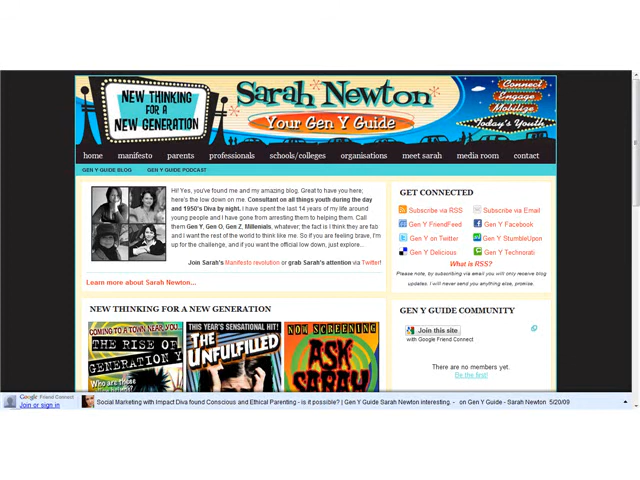 NEW THINKING
FOR A
NEW GENERATION
Sarah Newton
Your Gen Y Guide
Connect
Engage
Mobilize
Today's Youth
home manifesto parents professionals schools/colleges organisations meet sarah media room contact
GEN Y GUIDE BLOG GEN Y GUIDE PODCAST
Hi! Yes, you've found me and my amazing blog. Great to have you here;
here's the low down on me. Consultant on all things youth during the day
and 1950's Diva by night. I have spent the last 14 years of my life around
young people and I have gone from arresting them to helping them. Call
them Gen Y, Gen O, Gen Z, Millenials, whatever; the fact is I think they are fab
and I want the rest of the world to think like me. So if you are feeling brave, I'm
up for the challenge, and if you want the official low down, just explore...
Join Sarah's Manifesto revolution or grab Sarah's attention via Twitter!
Learn more about Sarah Newton...
GET CONNECTED
Subscribe via RSS Subscribe via Email
Gen Y FriendFeed Gen Y Facebook
Gen Y on Twitter Gen Y StumbleUpon
Gen Y Delicious Gen Y Technorati
What is RSS?
Please note, by subscribing via email you will only receive blog
updates, I will never send you anything else, promise.
NEW THINKING FOR A NEW GENERATION
COMING TO A TOWN NEAR YOU
THE RISE OF
GENERATION Y
Who are these
THIS YEAR'S SENSATIONAL HIT!
THE
UNFULFILLED
NOW SCREENING
ASK
SARAH
GEN Y GUIDE COMMUNITY
Join this site
with Google Friend Connect
There are no members yet.
Be the first!
Google Friend Connect
Join or sign in
Social Marketing with Impact Diva found Conscious and Ethical Parenting - is it possible? | Gen Y Guide Sarah Newton interesting. - on Gen Y Guide - Sarah Newton 5/20/09